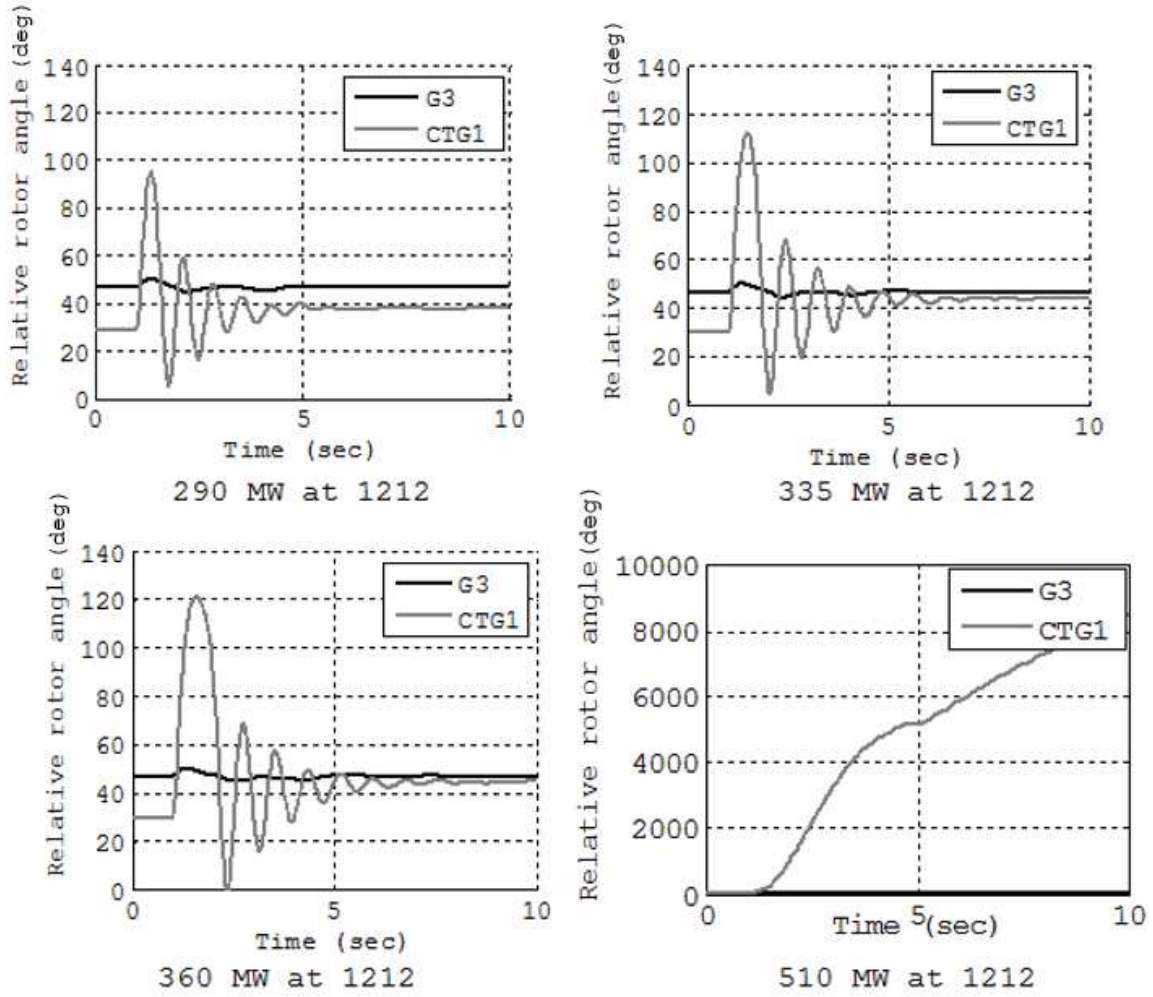 Relative rotor angle(deg)
140
120
100
80
60
40
20
0
0
5
10
G3
CTG1
Time (sec)
290 MW at 1212
Relative rotor angle(deg)
140
120
100
80
60
40
20
0
0
5
10
G3
CTG1
Time (sec)
335 MW at 1212
Relative rotor angle(deg)
140
120
100
80
60
40
20
0
0
5
10
G3
CTG1
Time (sec)
360 MW at 1212
Relative rotor angle(deg)
10000
8000
6000
4000
2000
0
0
5
10
G3
CTG1
Time (sec)
510 MW at 1212